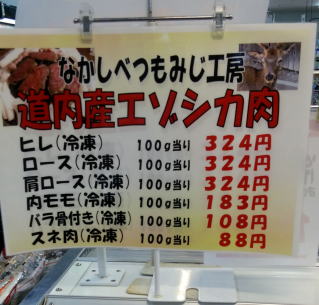 なかしべつもみじ工房
道内産エゾシカ肉
ヒレ(冷凍) 100g当り 324円
ロース(冷凍) 100g当り 324円
肩ロース(冷凍) 100g当り 324円
内モモ(冷凍) 100g当り 183円
バラ骨付き(冷凍) 100g当り 108円
スネ肉(冷凍) 100g当り 88円